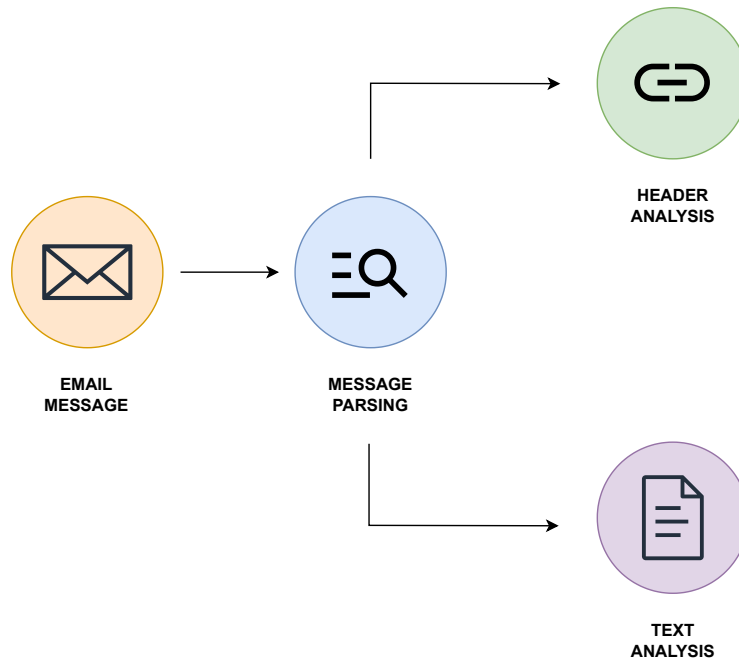 HEADER
ANALYSIS
EMAIL
MESSAGE
MESSAGE
PARSING
TEXT
ANALYSIS